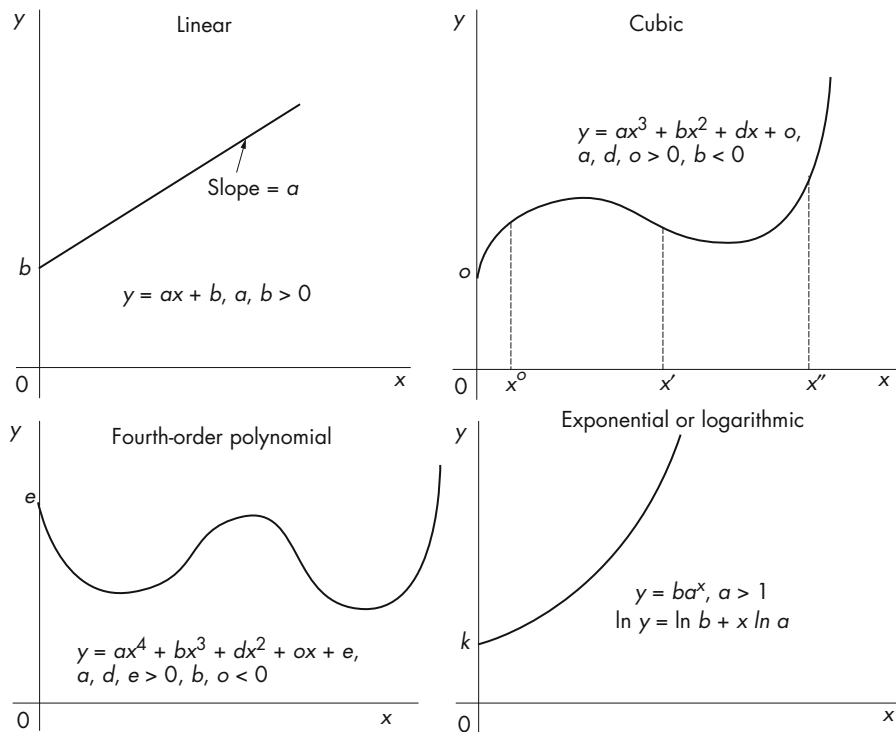 y
Linear
Slope = a
b
y = ax + b, a, b > 0
0
x
y
Cubic
y = ax³ + bx² + dx + o,
a, d, o > 0, b < 0
o
0
xᵒ
x′
x″
x
y
Fourth-order polynomial
e
y = ax⁴ + bx³ + dx² + ox + e,
a, d, e > 0, b, o < 0
0
x
Exponential or logarithmic
y
y = baˣ, a > 1
ln y = ln b + x ln a
k
0
x